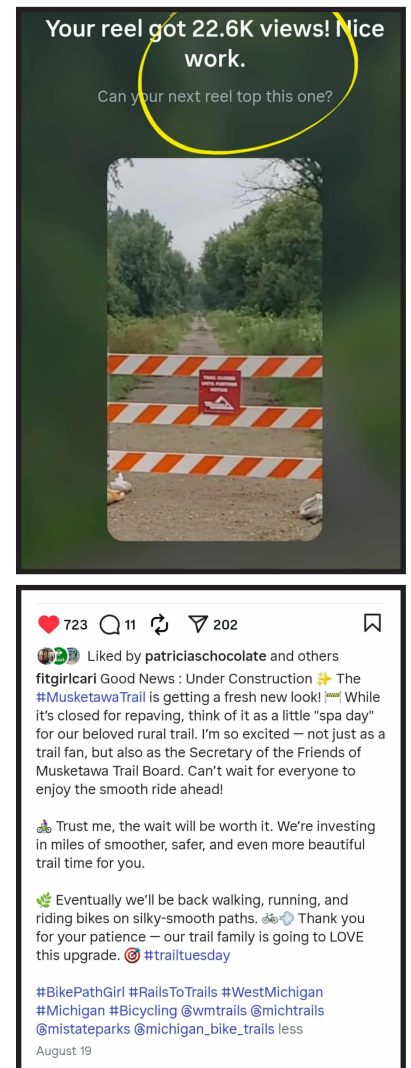 Your reel got 22.6K views! Nice
work.
Can your next reel top this one?
TRAIL CLOSED
UNTIL FURTHER
NOTICE
723 11 202
Liked by patriciaschocolate and others
fitgirlcari Good News : Under Construction ✨ The
#MusketawaTrail is getting a fresh new look! 🚧 While
it's closed for repaving, think of it as a little "spa day"
for our beloved rural trail. I'm so excited — not just as a
trail fan, but also as the Secretary of the Friends of
Musketawa Trail Board. Can't wait for everyone to
enjoy the smooth ride ahead!
🚴‍♀️ Trust me, the wait will be worth it. We're investing
in miles of smoother, safer, and even more beautiful
trail time for you.
🌿 Eventually we'll be back walking, running, and
riding bikes on silky-smooth paths. 🚲💨 Thank you
for your patience — our trail family is going to LOVE
this upgrade. 🎯 #trailtuesday
#BikePathGirl #RailsToTrails #WestMichigan
#Michigan #Bicycling @wmtrails @michtrails
@mistateparks @michigan_bike_trails less
August 19